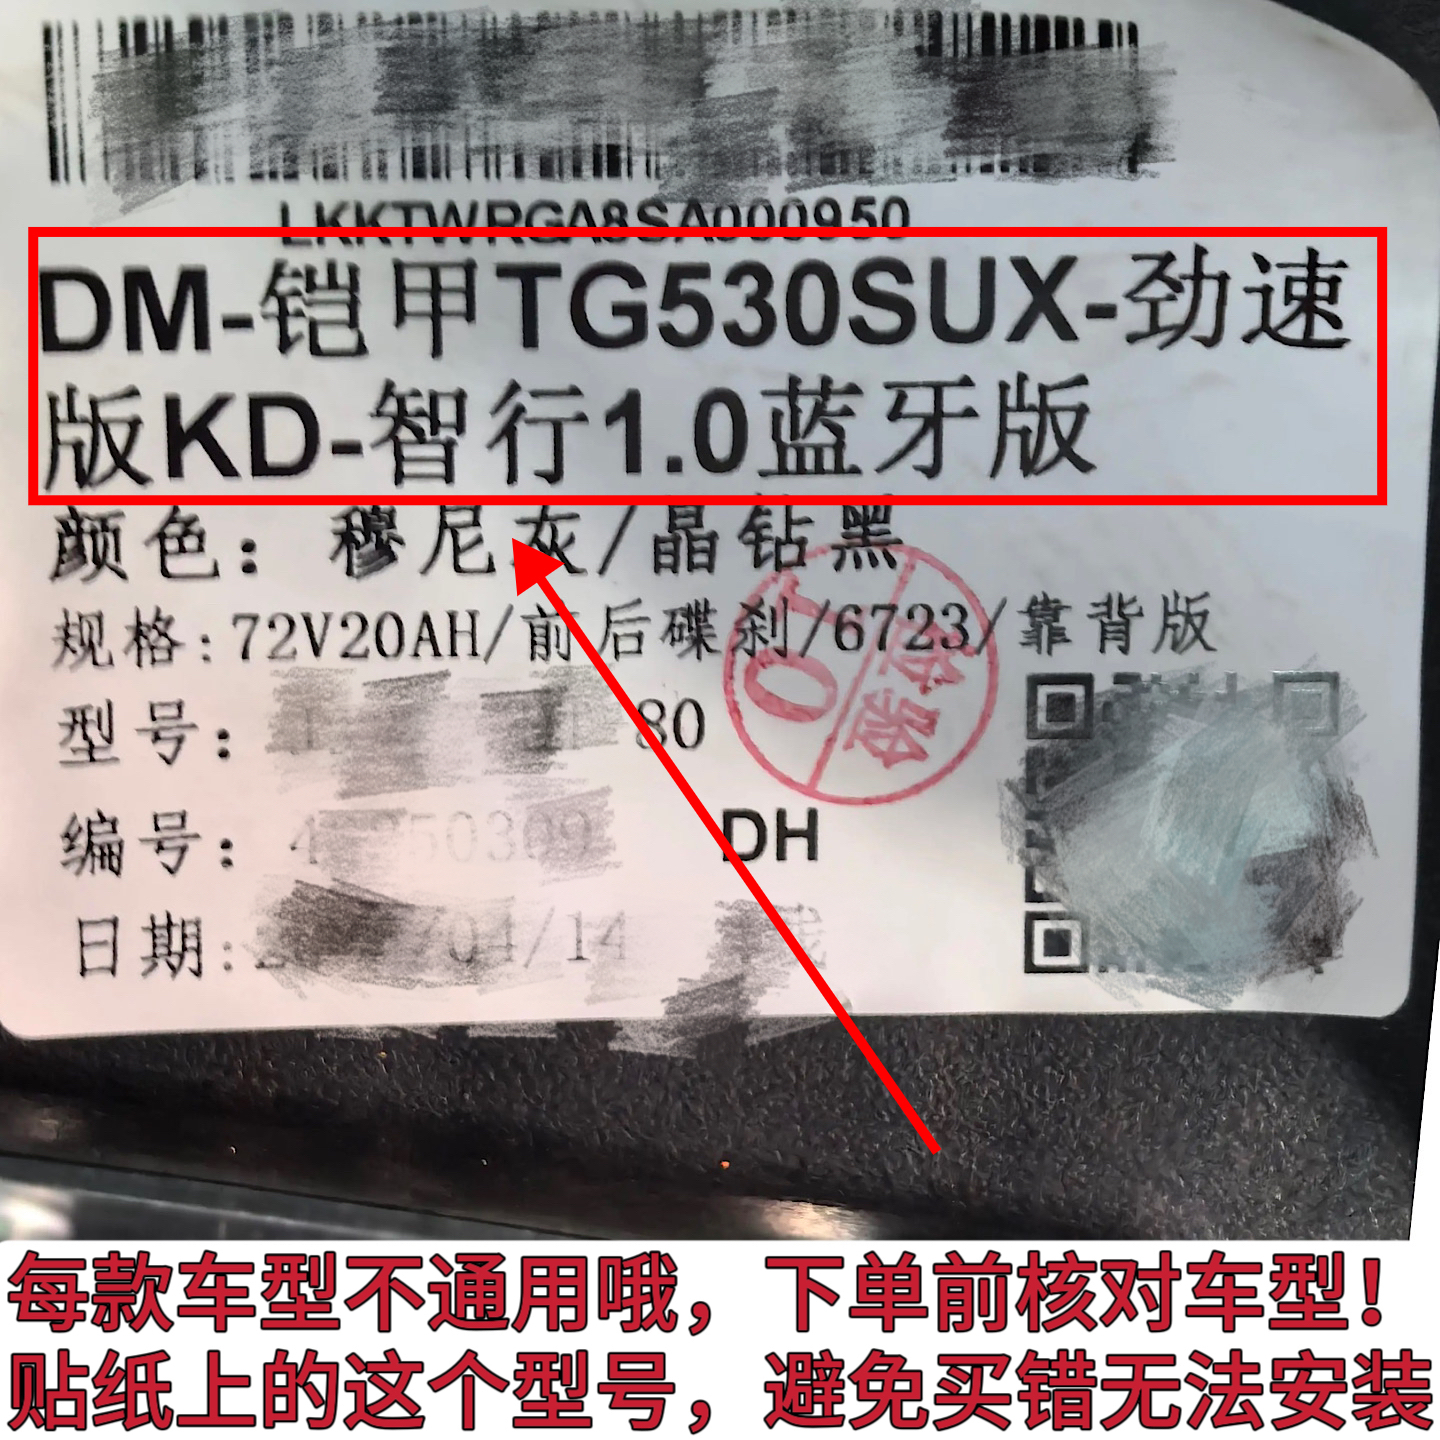 LKKTWRGA8SA000950
DM-铠甲TG530SUX-劲速
版KD-智行1.0蓝牙版
颜色：穆尼灰/晶钻黑
规格:72V20AH/前后碟刹/6723/靠背版
型号： 80
编号： DH
日期: 04/14
检验
每款车型不通用哦，下单前核对车型！
贴纸上的这个型号，避免买错无法安装